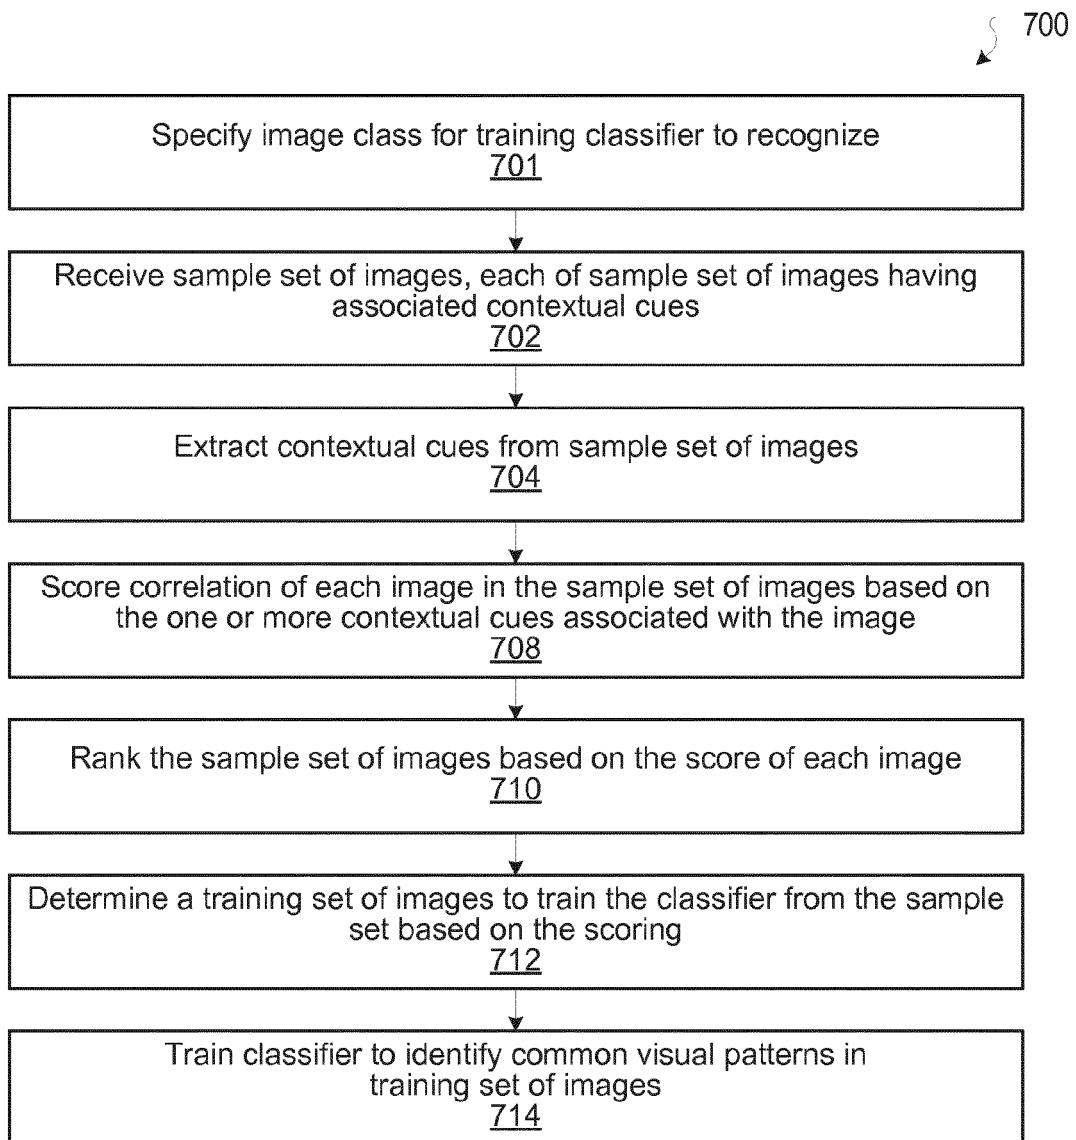 700
Specify image class for training classifier to recognize
701
Receive sample set of images, each of sample set of images having
associated contextual cues
702
Extract contextual cues from sample set of images
704
Score correlation of each image in the sample set of images based on
the one or more contextual cues associated with the image
708
Rank the sample set of images based on the score of each image
710
Determine a training set of images to train the classifier from the sample
set based on the scoring
712
Train classifier to identify common visual patterns in
training set of images
714